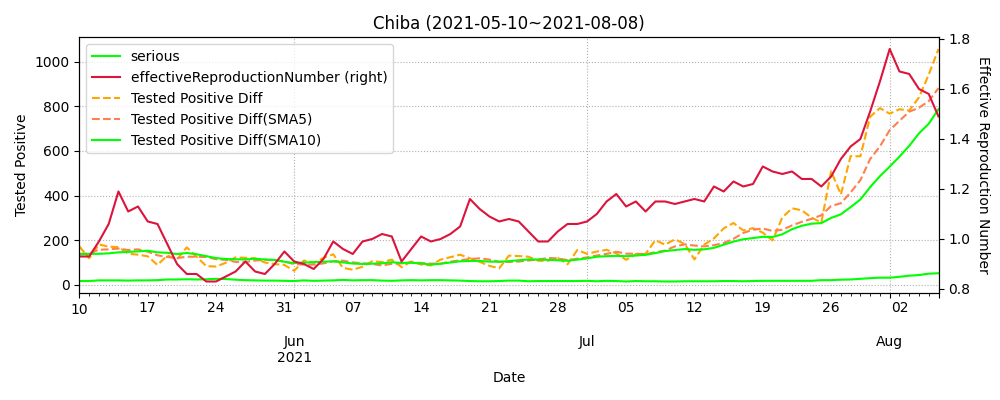 Chiba (2021-05-10~2021-08-08)
serious
effectiveReproductionNumber (right)
Tested Positive Diff
Tested Positive Diff(SMA5)
Tested Positive Diff(SMA10)
Tested Positive
1000
800
600
400
200
0
1.8
1.6
1.4
1.2
1.0
0.8
Effective Reproduction Number
10 17 24 31 07 14 21 28 05 12 19 26 02
Jun Jul Aug
2021
Date